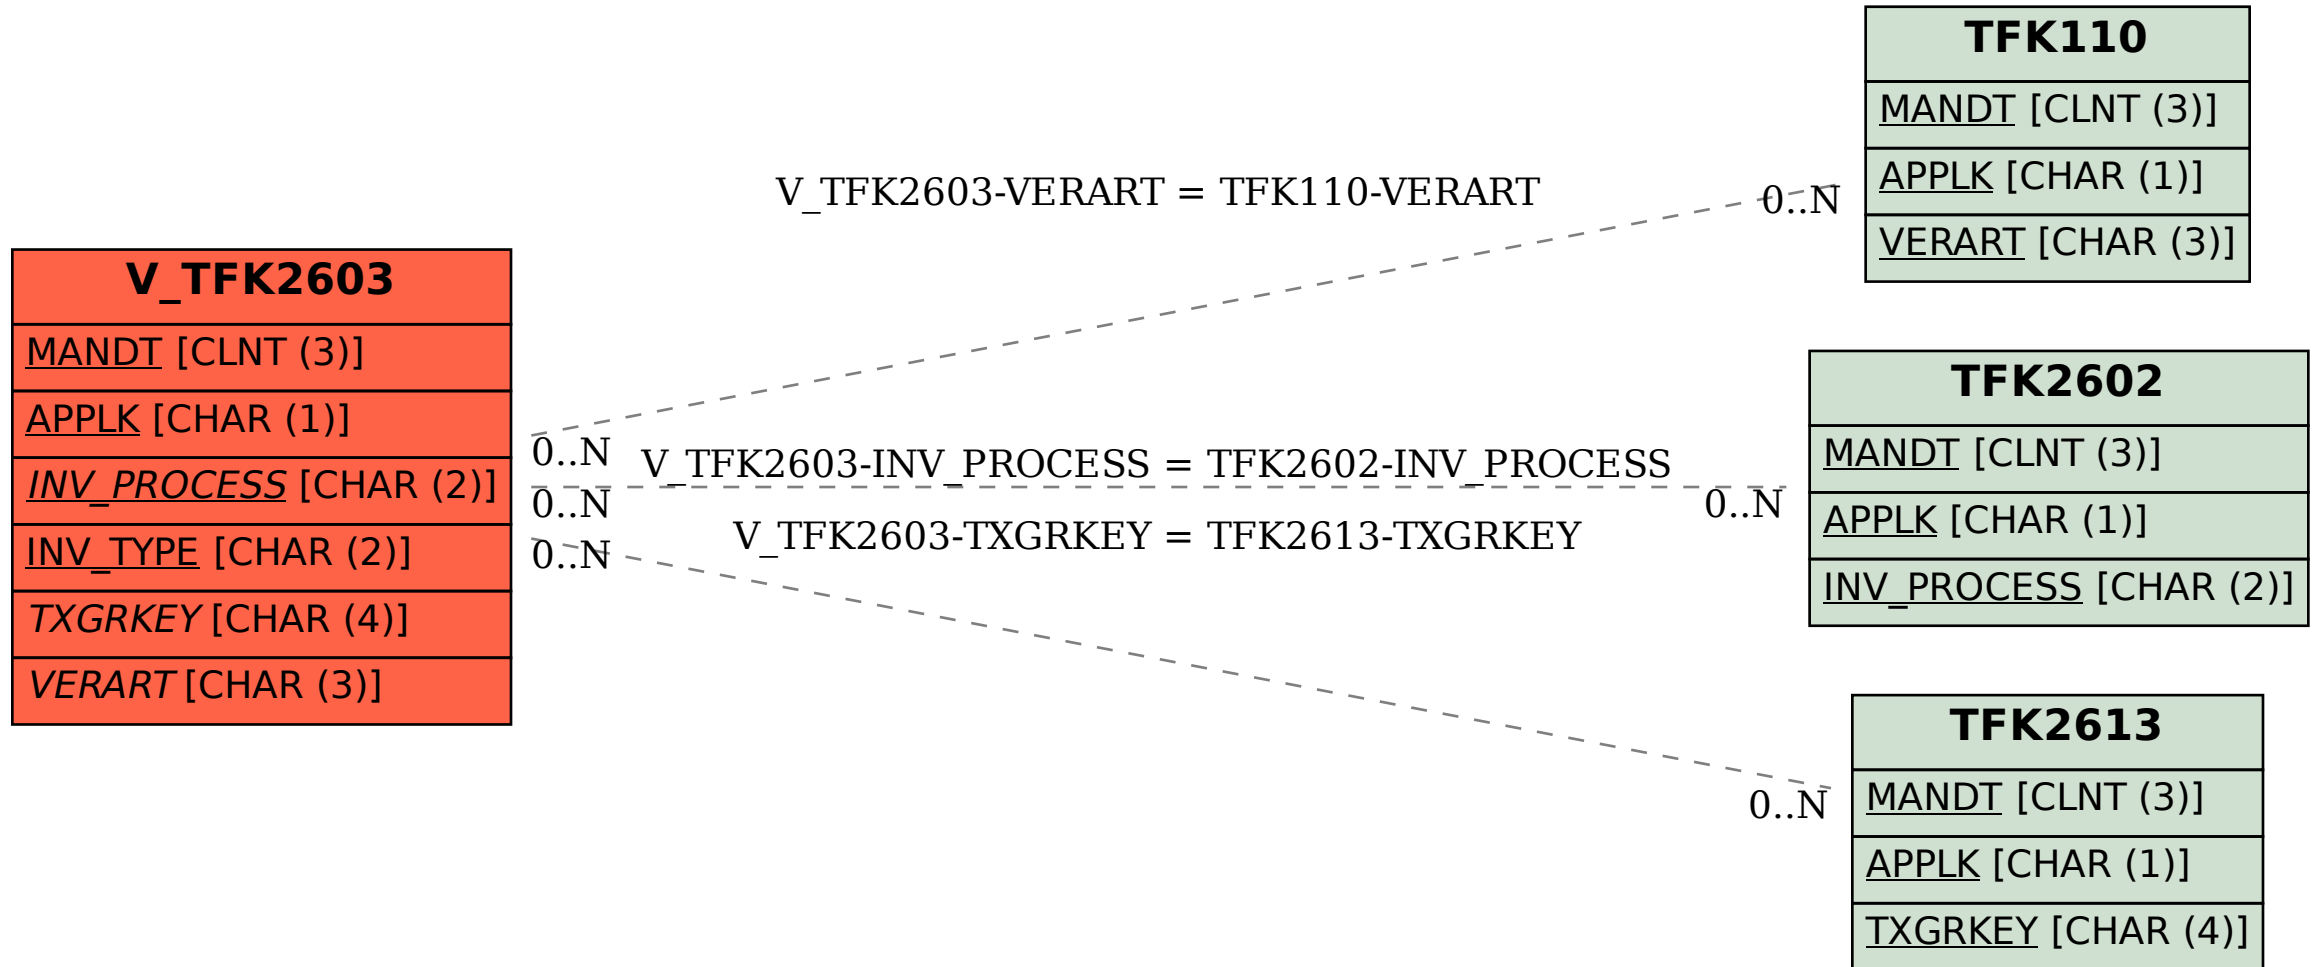 V_TFK2603
MANDT [CLNT (3)]
APPLK [CHAR (1)]
INV_PROCESS [CHAR (2)]
INV_TYPE [CHAR (2)]
TXGRKEY [CHAR (4)]
VERART [CHAR (3)]
V_TFK2603-VERART = TFK110-VERART
0..N
0..N
V_TFK2603-INV_PROCESS = TFK2602-INV_PROCESS
0..N
0..N
V_TFK2603-TXGRKEY = TFK2613-TXGRKEY
0..N
0..N
TFK110
MANDT [CLNT (3)]
APPLK [CHAR (1)]
VERART [CHAR (3)]
TFK2602
MANDT [CLNT (3)]
APPLK [CHAR (1)]
INV_PROCESS [CHAR (2)]
TFK2613
MANDT [CLNT (3)]
APPLK [CHAR (1)]
TXGRKEY [CHAR (4)]